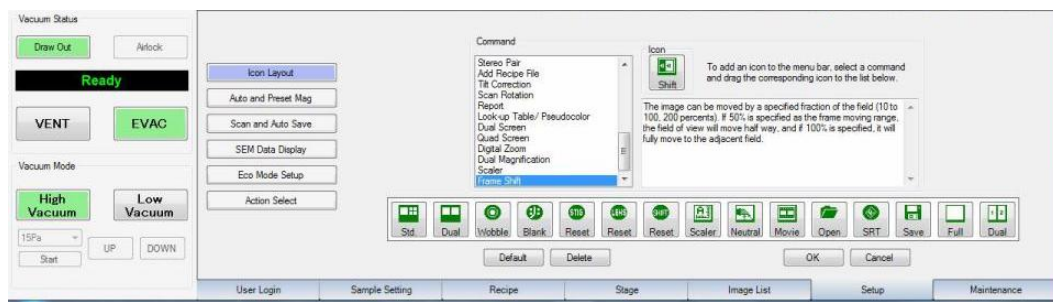 Vacuum Status
Draw Out
Airlock
Ready
VENT
EVAC
Vacuum Mode
High Vacuum
Low Vacuum
15Pa
UP
DOWN
Start
Icon Layout
Auto and Preset Mag
Scan and Auto Save
SEM Data Display
Eco Mode Setup
Action Select
Command
Stereo Pair
Add Recipe File
Tilt Correction
Scan Rotation
Report
Look-up Table/ Pseudocolor
Dual Screen
Quad Screen
Digital Zoom
Dual Magnification
Scaler
Frame Shift
Icon
Shift
To add an icon to the menu bar, select a command
and drag the corresponding icon to the list below.
The image can be moved by a specified fraction of the field (10 to
100, 200 percents). If 50% is specified as the frame moving range,
the field of view will move half way, and if 100% is specified, it will
fully move to the adjacent field.
STIG
LENS
SHIFT
Std. Dual Wobble Blank Reset Reset Reset Scaler Neutral Movie Open SRT Save Full Dual
Default Delete OK Cancel
User Login Sample Setting Recipe Stage Image List Setup Maintenance